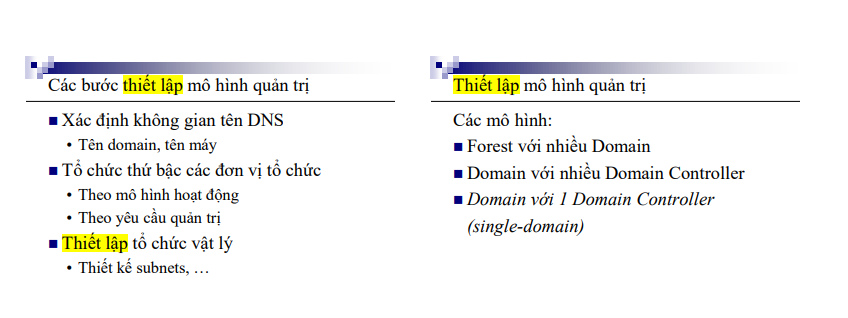 Các bước thiết lập mô hình quản trị
Xác định không gian tên DNS
• Tên domain, tên máy
Tổ chức thứ bậc các đơn vị tổ chức
• Theo mô hình hoạt động
• Theo yêu cầu quản trị
Thiết lập tổ chức vật lý
• Thiết kế subnets, …
Thiết lập mô hình quản trị
Các mô hình:
Forest với nhiều Domain
Domain với nhiều Domain Controller
Domain với 1 Domain Controller
(single-domain)